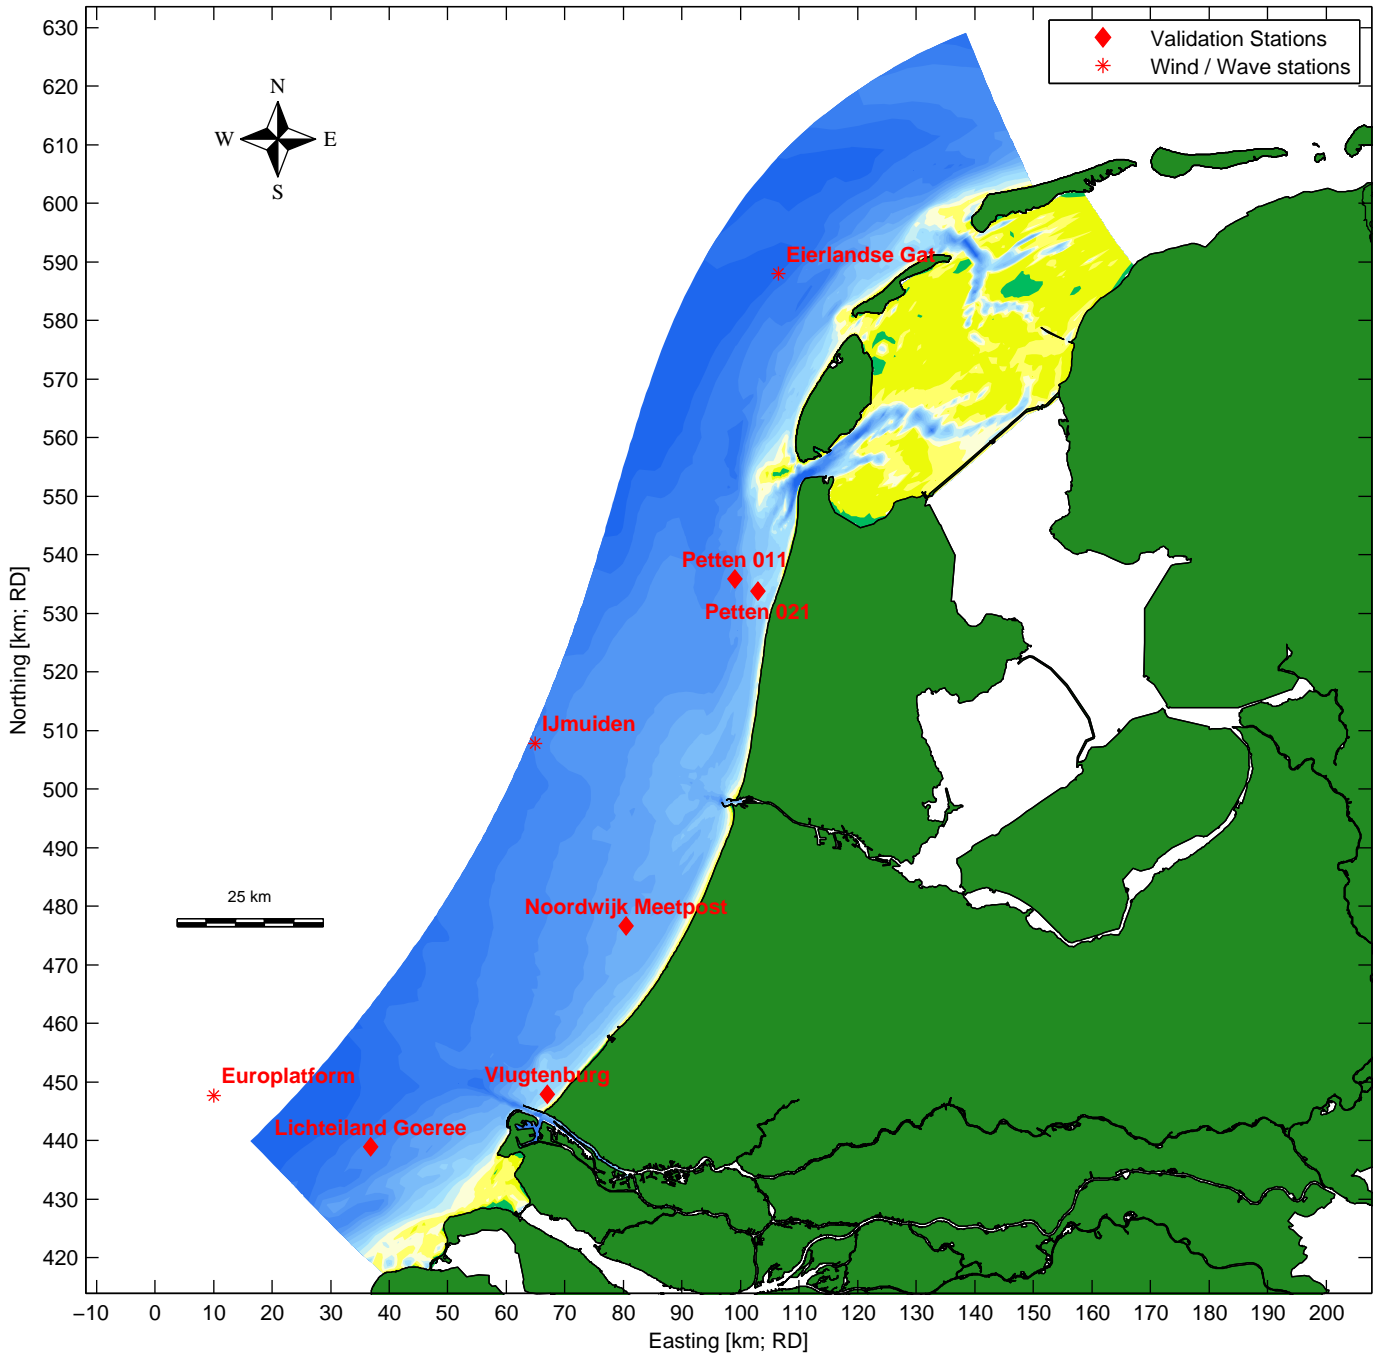 Validation Stations
Wind / Wave stations
N
W E
S
Eierlandse Gat
Petten 011
Petten 021
IJmuiden
25 km
Noordwijk Meetpost
Europlatform
Vlugtenburg
Lichteiland Goeree
630
620
610
600
590
580
570
560
550
540
530
520
510
500
490
480
470
460
450
440
430
420
Northing [km; RD]
−10 0 10 20 30 40 50 60 70 80 90 100 110 120 130 140 150 160 170 180 190 200
Easting [km; RD]